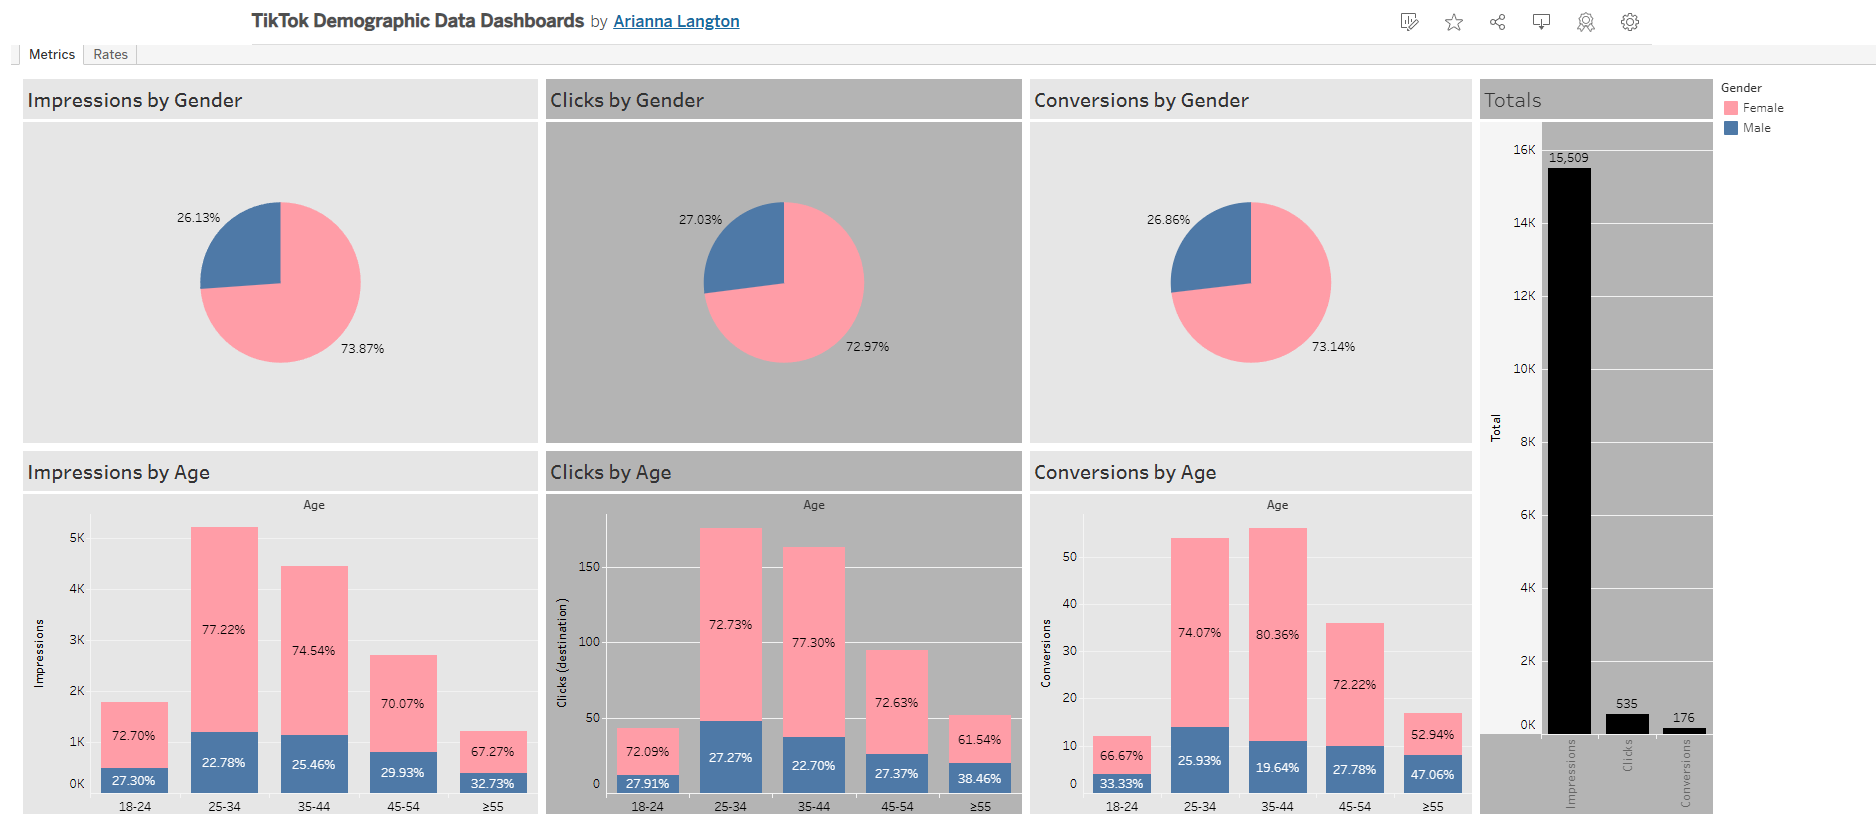 TikTok Demographic Data Dashboards by Arianna Langton
Metrics
Rates
Impressions by Gender
26.13%
73.87%
Clicks by Gender
27.03%
72.97%
Conversions by Gender
26.86%
73.14%
Totals
Total
16K
14K
12K
10K
8K
6K
4K
2K
0K
15,509
535
176
Impressions
Clicks
Conversions
Gender
Female
Male
Impressions by Age
Age
Impressions
5K
4K
3K
2K
1K
0K
72.70%
27.30%
77.22%
22.78%
74.54%
25.46%
70.07%
29.93%
67.27%
32.73%
18-24
25-34
35-44
45-54
≥55
Clicks by Age
Age
Clicks (destination)
150
100
50
0
72.09%
27.91%
72.73%
27.27%
77.30%
22.70%
72.63%
27.37%
61.54%
38.46%
18-24
25-34
35-44
45-54
≥55
Conversions by Age
Age
Conversions
50
40
30
20
10
0
66.67%
33.33%
74.07%
25.93%
80.36%
19.64%
72.22%
27.78%
52.94%
47.06%
18-24
25-34
35-44
45-54
≥55